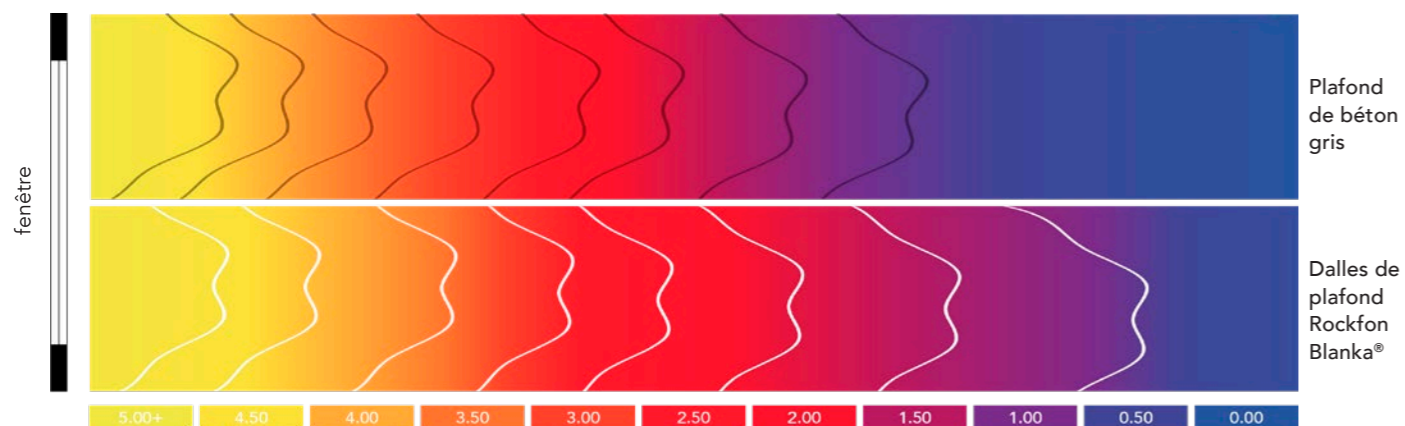 fenêtre
Plafond
de béton
gris
Dalles de
plafond
Rockfon
Blanka®
5.00+ 4.50 4.00 3.50 3.00 2.50 2.00 1.50 1.00 0.50 0.00